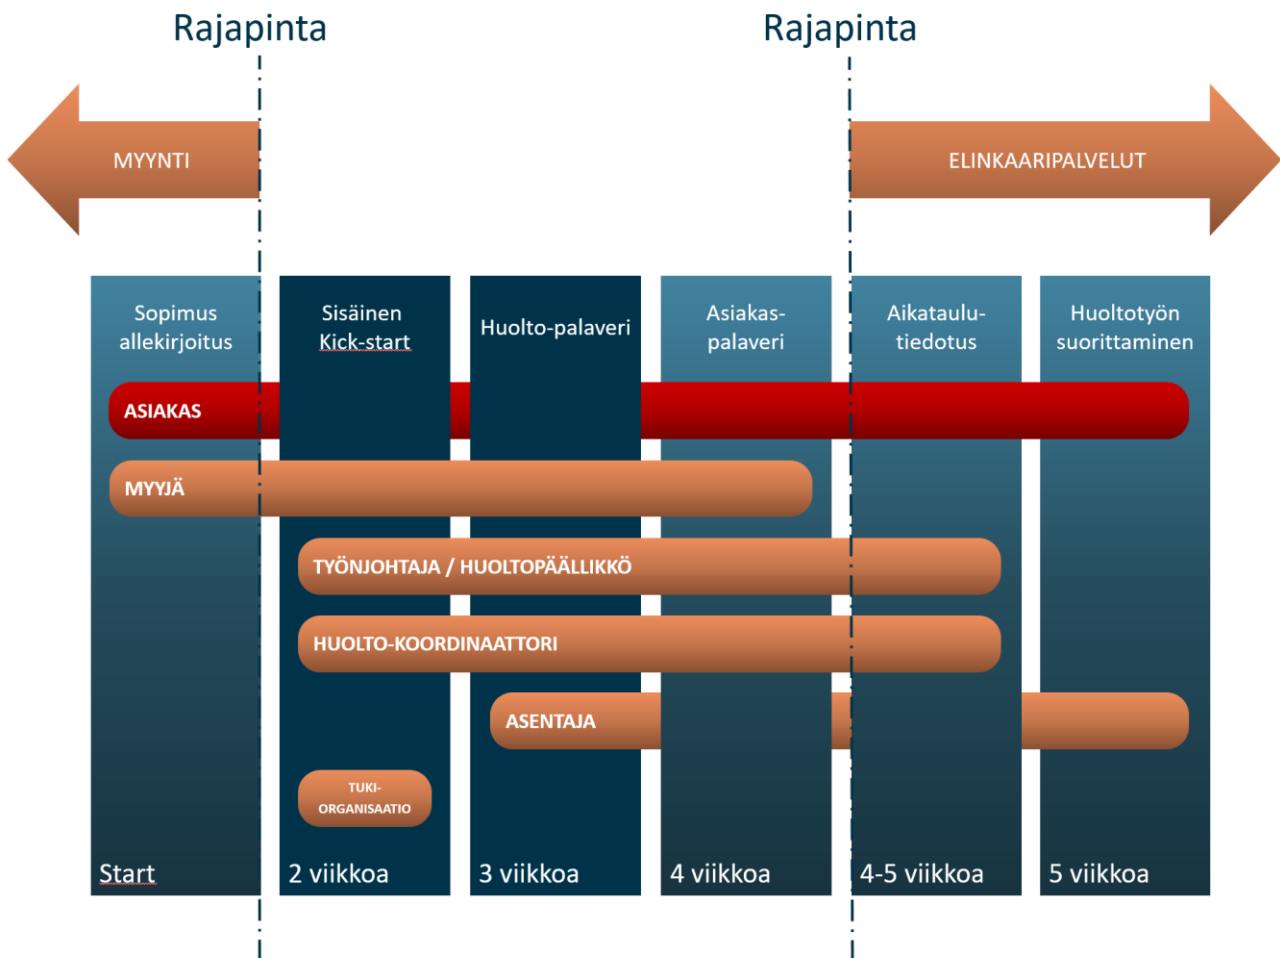 Rajapinta
Rajapinta
MYYNTI
ELINKAARIPALVELUT
Sopimus
allekirjoitus
Sisäinen
Kick-start
Huolto-palaveri
Asiakas-
palaveri
Aikataulu-
tiedotus
Huoltotyön
suorittaminen
ASIAKAS
MYYJÄ
TYÖNJOHTAJA / HUOLTOPÄÄLLIKKÖ
HUOLTO-KOORDINAATTORI
ASENTAJA
TUKI-
ORGANISAATIO
Start
2 viikkoa
3 viikkoa
4 viikkoa
4-5 viikkoa
5 viikkoa